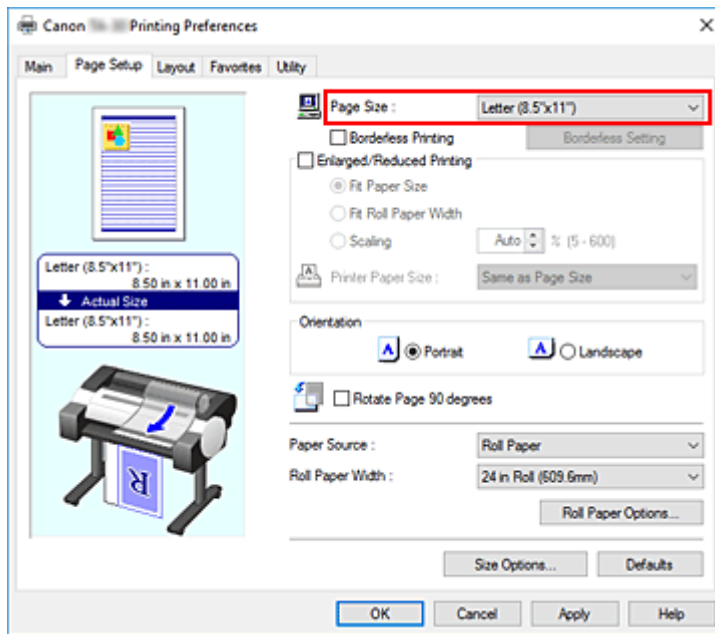 Canon Printing Preferences
Main Page Setup Layout Favorites Utility
Page Size : Letter (8.5"x11")
Borderless Printing Borderless Setting
Enlarged/Reduced Printing
Fit Paper Size
Fit Roll Paper Width
Scaling Auto % (5 - 600)
Printer Paper Size : Same as Page Size
Letter (8.5"x11") :
8.50 in x 11.00 in
Actual Size
Letter (8.5"x11") :
8.50 in x 11.00 in
Orientation
A Portrait A Landscape
Rotate Page 90 degrees
R
Paper Source : Roll Paper
Roll Paper Width : 24 in Roll (609.6mm)
Roll Paper Options...
Size Options... Defaults
OK Cancel Apply Help